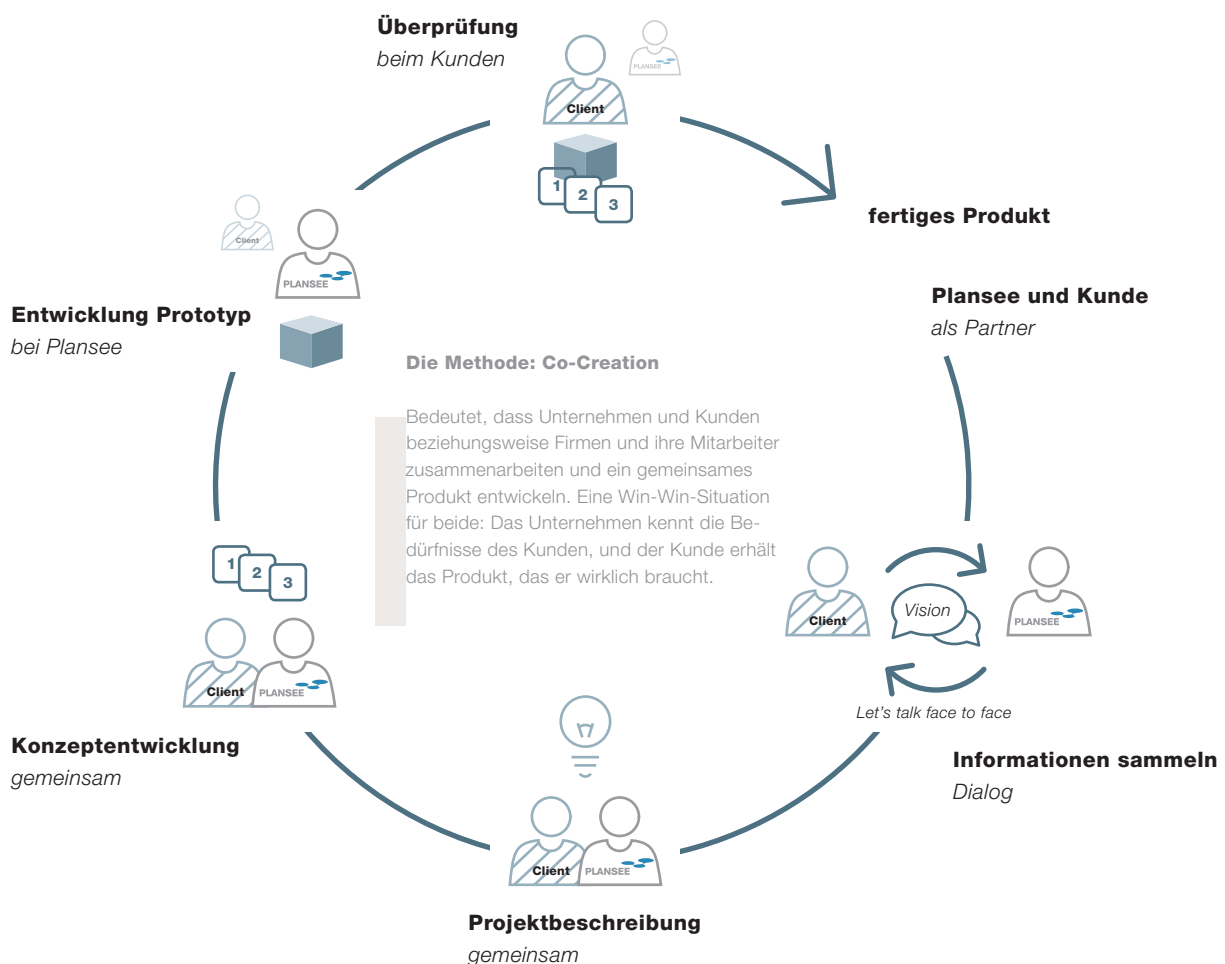 Überprüfung
beim Kunden
PLANSEE
Client
1
2
3
fertiges Produkt
Client
PLANSEE
Entwicklung Prototyp
bei Plansee
Plansee und Kunde
als Partner
Die Methode: Co-Creation
Bedeutet, dass Unternehmen und Kunden
beziehungsweise Firmen und ihre Mitarbeiter
zusammenarbeiten und ein gemeinsames
Produkt entwickeln. Eine Win-Win-Situation
für beide: Das Unternehmen kennt die Be-
dürfnisse des Kunden, und der Kunde erhält
das Produkt, das er wirklich braucht.
1
2
3
Client
PLANSEE
Konzeptentwicklung
gemeinsam
Client
Vision
PLANSEE
Let's talk face to face
Informationen sammeln
Dialog
Client
PLANSEE
Projektbeschreibung
gemeinsam